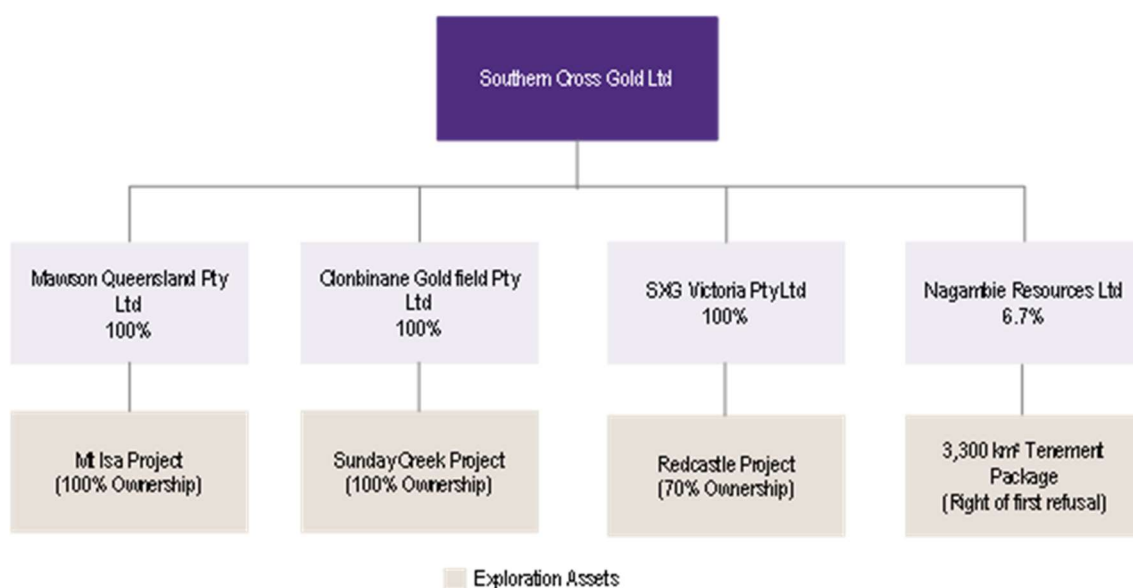 Southern Cross Gold Ltd
Mawson Queensland Pty
Ltd
100%
Clonbinane Goldfield Pty
Ltd
100%
SXG Victoria Pty Ltd
100%
Nagambie Resources Ltd
6.7%
Mt Isa Project
(100% Ownership)
Sunday Creek Project
(100% Ownership)
Redcastle Project
(70% Ownership)
3,300 km² Tenement
Package
(Right of first refusal)
Exploration Assets